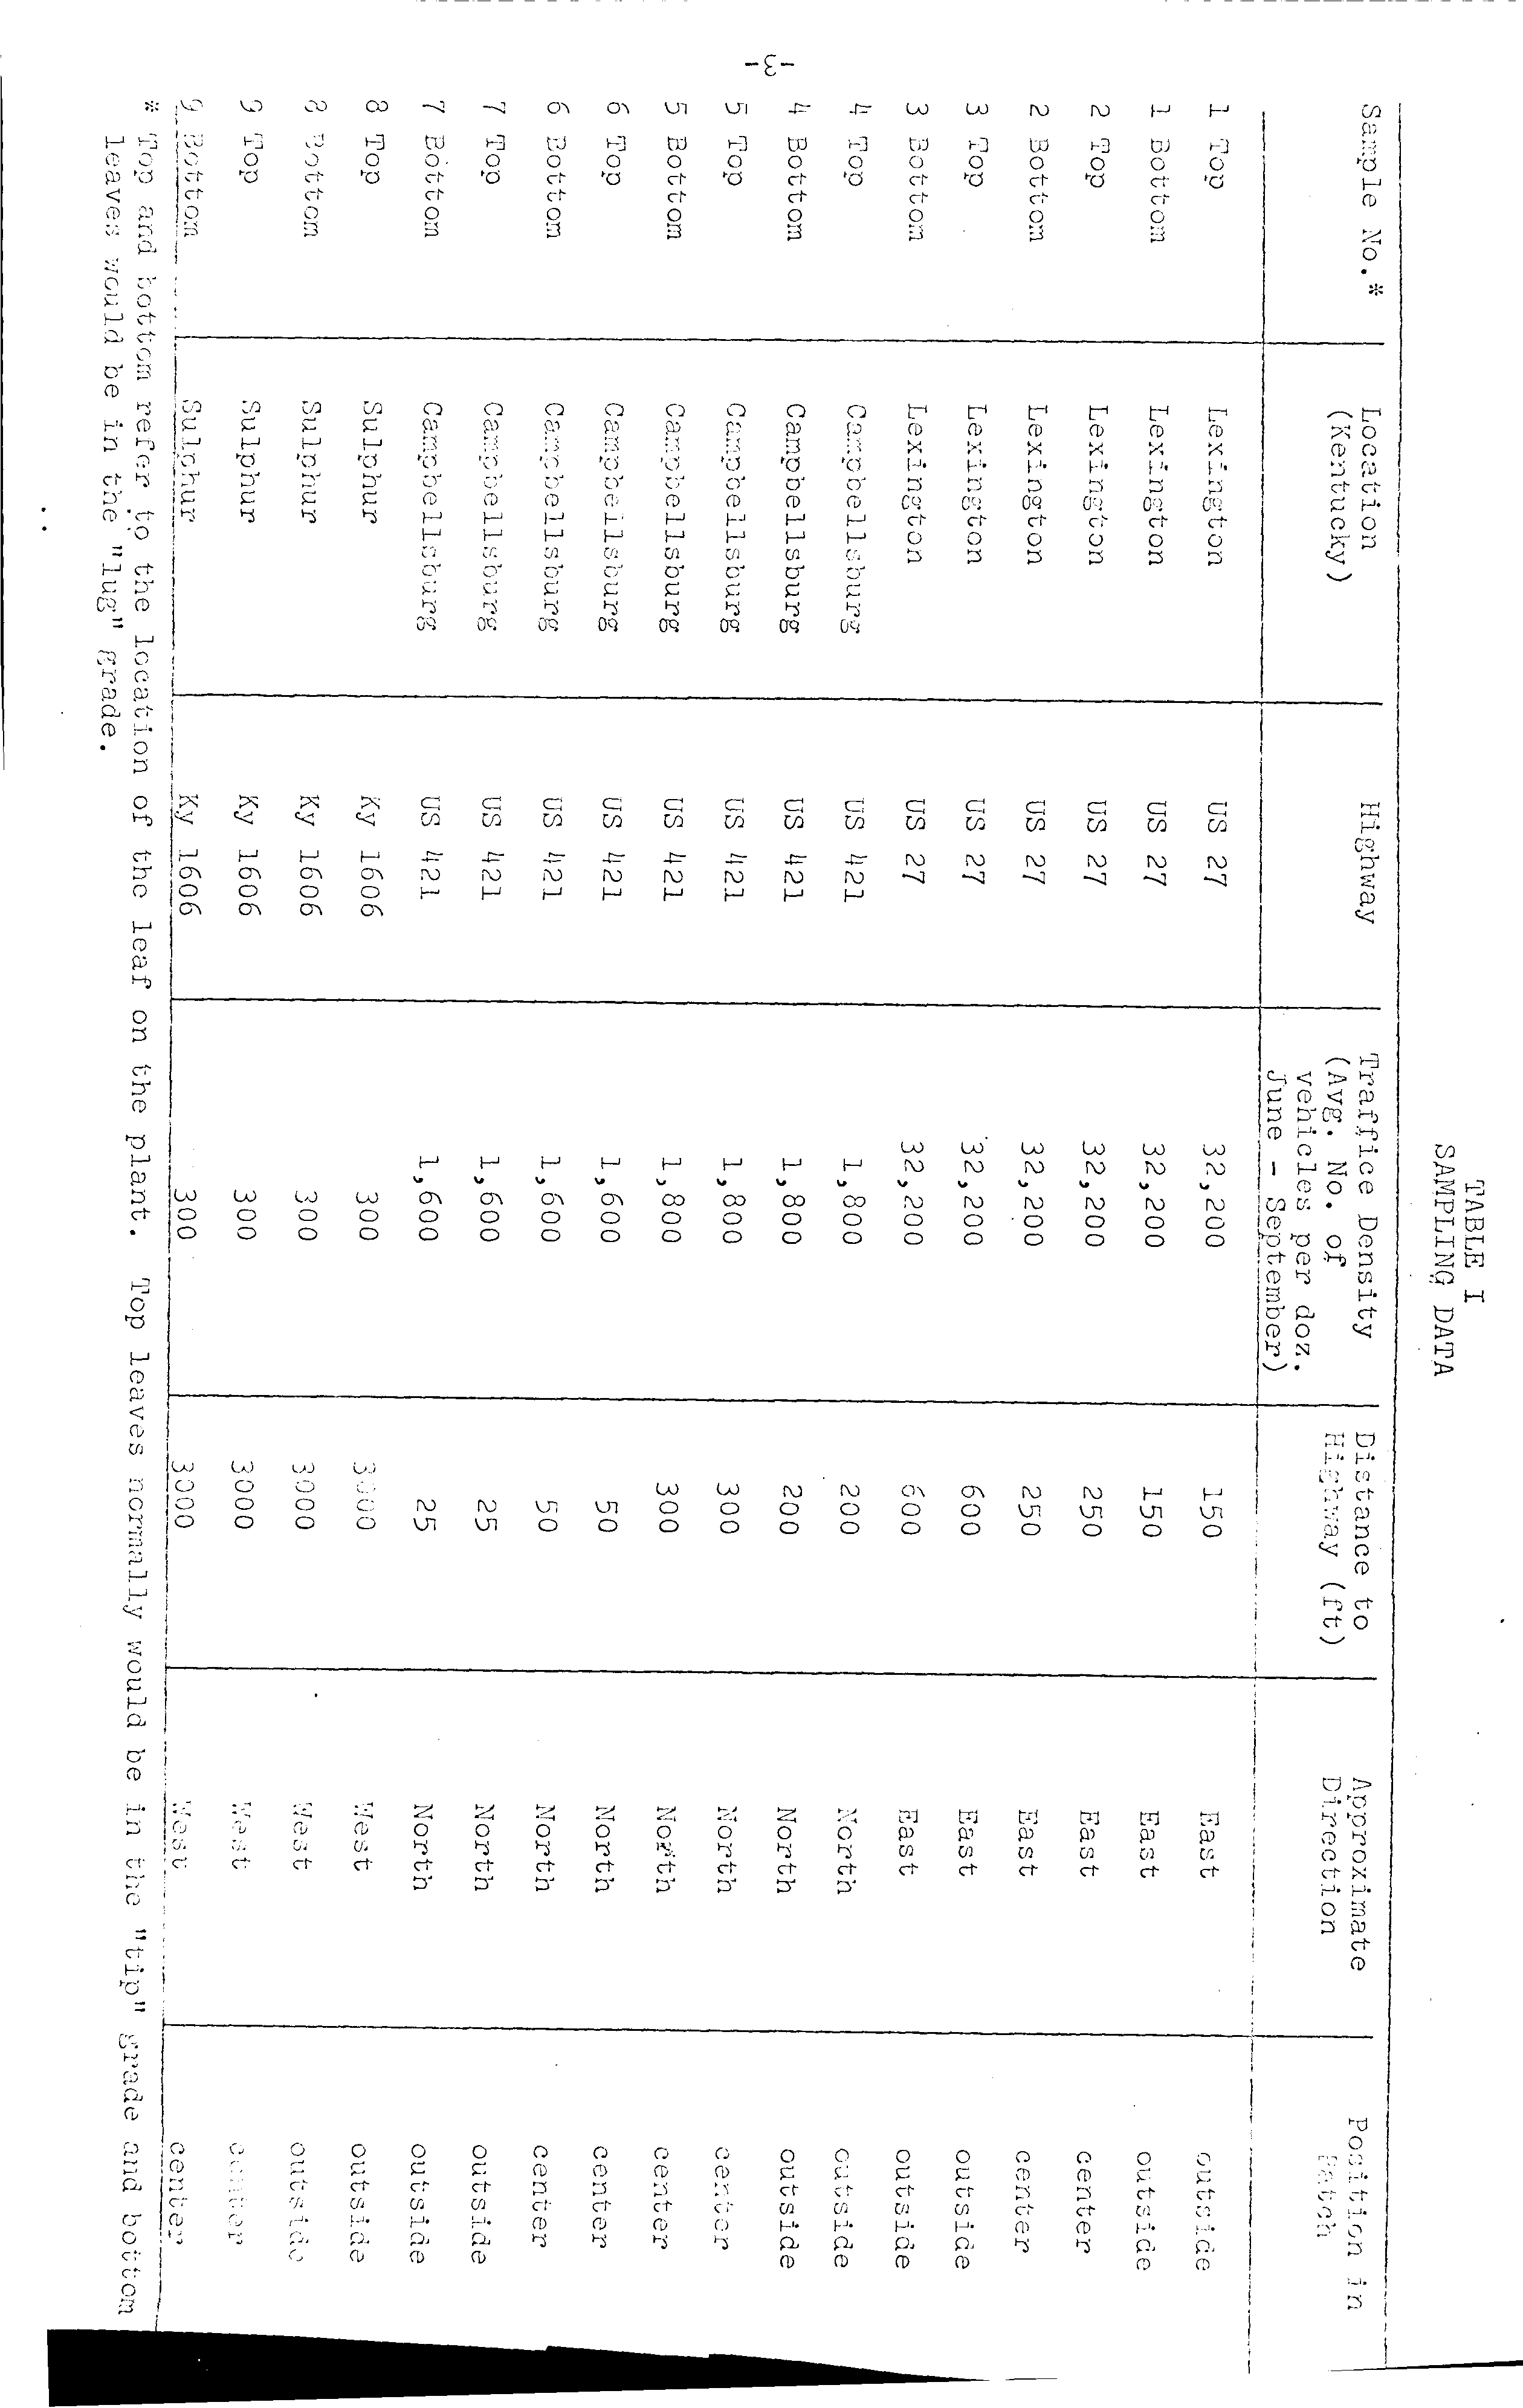 TABLE I
SAMPLING DATA
Sample No.* Location Highway Traffic Density Distance to Approximate Position in
(Kentucky) (Avg. No. of Highway (ft) Direction Patch
vehicles per doz.
June - September)
1 Top Lexington US 27 32,200 150 East outside
1 Bottom Lexington US 27 32,200 150 East outside
2 Top Lexington US 27 32,200 250 East center
2 Bottom Lexington US 27 32,200 250 East center
3 Top Lexington US 27 32,200 600 East outside
3 Bottom Lexington US 27 32,200 600 East outside
4 Top Campbellsburg US 421 1,800 200 North outside
4 Bottom Campbellsburg US 421 1,800 200 North outside
5 Top Campbellsburg US 421 1,800 300 North center
5 Bottom Campbellsburg US 421 1,800 300 North center
6 Top Campbellsburg US 421 1,600 50 North center
6 Bottom Campbellsburg US 421 1,600 50 North center
7 Top Campbellsburg US 421 1,600 25 North outside
7 Bottom Campbellsburg US 421 1,600 25 North outside
8 Top Sulphur Ky 1606 300 3000 West outside
8 Bottom Sulphur Ky 1606 300 3000 West outside
9 Top Sulphur Ky 1606 300 3000 West center
9 Bottom Sulphur Ky 1606 300 3000 West center
* Top and bottom refer to the location of the leaf on the plant. Top leaves normally would be in the "tip" grade and bottom
leaves would be in the "lug" grade.
-3-